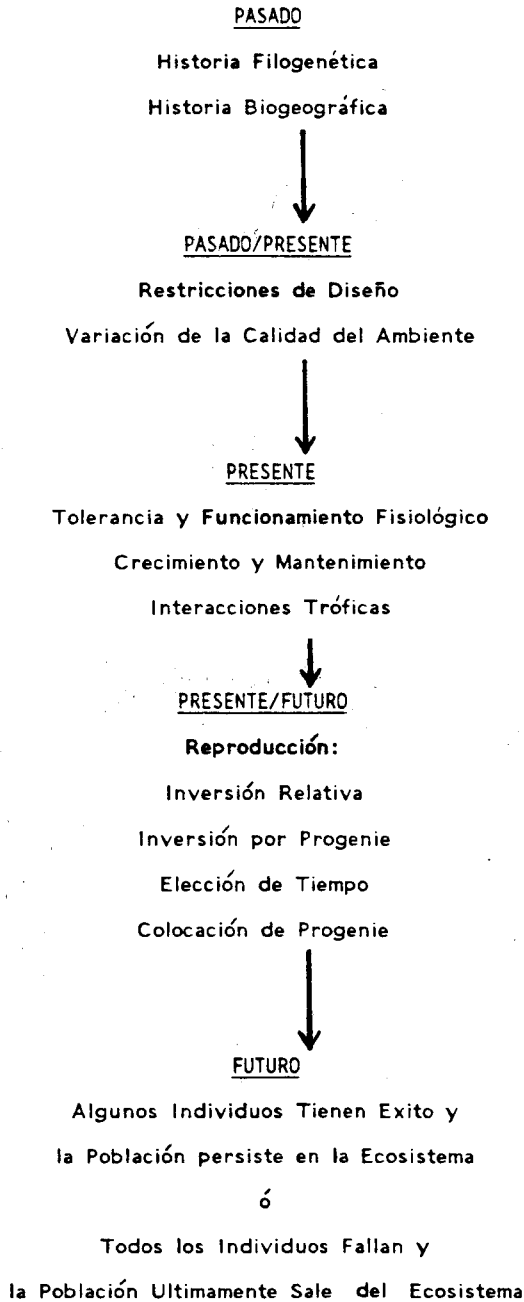 PASADO
Historia Filogenética
Historia Biogeográfica
PASADO/PRESENTE
Restricciones de Diseño
Variación de la Calidad del Ambiente
PRESENTE
Tolerancia y Funcionamiento Fisiológico
Crecimiento y Mantenimiento
Interacciones Tróficas
PRESENTE/FUTURO
Reproducción:
Inversión Relativa
Inversión por Progenie
Elección de Tiempo
Colocación de Progenie
FUTURO
Algunos Individuos Tienen Exito y
la Población persiste en la Ecosistema
ó
Todos los Individuos Fallan y
la Población Ultimamente Sale del Ecosistema